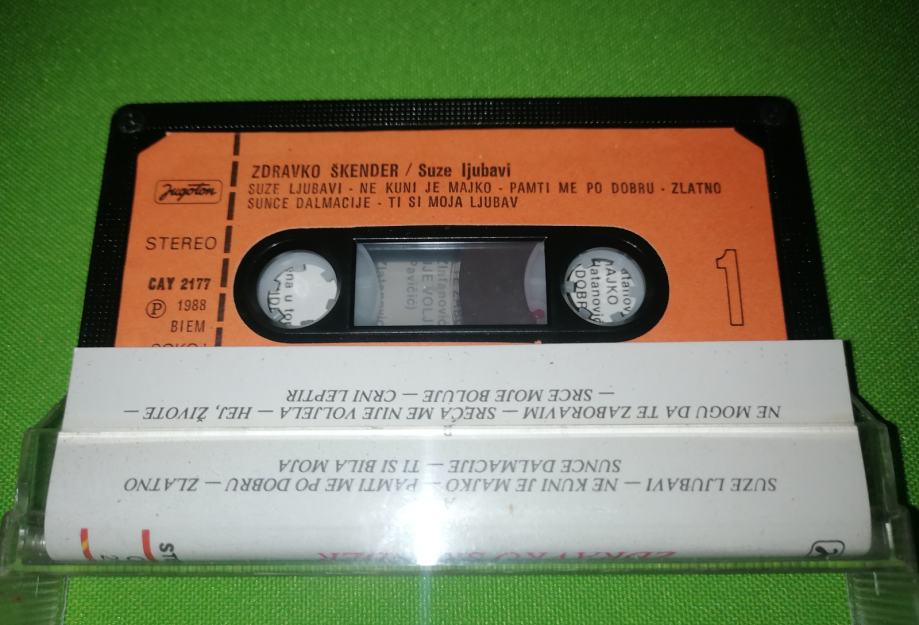 ZDRAVKO ŠKENDER / Suze ljubavi
SUZE LJUBAVI - NE KUNI JE MAJKO - PAMTI ME PO DOBRU - ZLATNO
SUNCE DALMACIJE - TI SI MOJA LJUBAV
Jugoton
STEREO
CAY 2177
Ⓟ 1988
BIEM
1
NE MOGU DA TE ZABORAVIM — SREĆA ME NIJE VOLJELA — HEJ, ŽIVOTE —
— SRCE MOJE BOLUJE — CRNI LEPTIR
SUZE LJUBAVI — NE KUNI JE MAJKO — PAMTI ME PO DOBRU — ZLATNO
SUNCE DALMACIJE — TI SI BILA MOJA
ZDRAVKO ŠKENDER